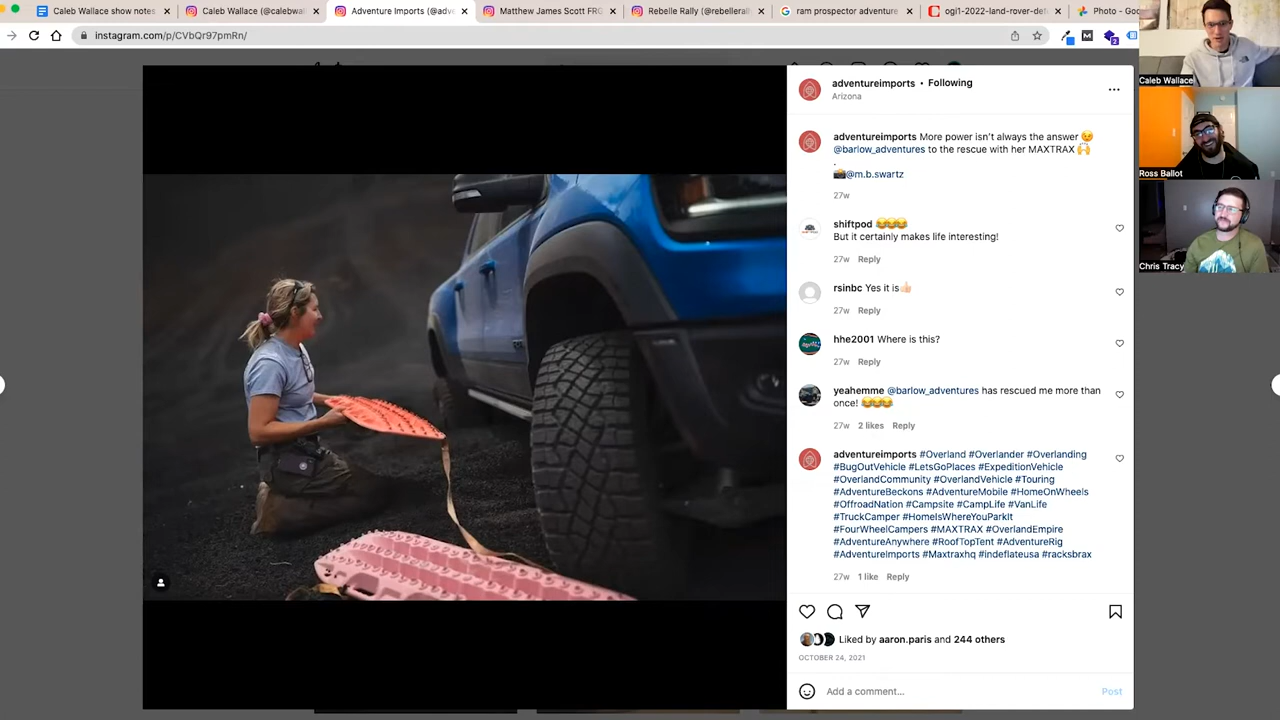 Caleb Wallace show notes
Caleb Wallace (@calebwal
Adventure Imports (@adve
Matthew James Scott FRG
Rebelle Rally (@rebellerall
ram prospector adventure
ogi1-2022-land-rover-def
Photo - Goo
instagram.com/p/CVbQr97pmRn/
2
Caleb Wallace
Ross Ballot
Chris Tracy
adventureimports • Following
Arizona
adventureimports More power isn't always the answer 😉
@barlow_adventures to the rescue with her MAXTRAX 🙌
.
📸@m.b.swartz
27w
shiftpod 😂😂😂
But it certainly makes life interesting!
27w Reply
rsinbc Yes it is👍🏻
27w Reply
hhe2001 Where is this?
27w Reply
yeahemme @barlow_adventures has rescued me more than
once! 😂😂😂
27w 2 likes Reply
adventureimports #Overland #Overlander #Overlanding
#BugOutVehicle #LetsGoPlaces #ExpeditionVehicle
#OverlandCommunity #OverlandVehicle #Touring
#AdventureBeckons #AdventureMobile #HomeOnWheels
#OffroadNation #Campsite #CampLife #VanLife
#TruckCamper #HomeIsWhereYouParkIt
#FourWheelCampers #MAXTRAX #OverlandEmpire
#AdventureAnywhere #RoofTopTent #AdventureRig
#AdventureImports #Maxtraxhq #indeflateusa #racksbrax
27w 1 like Reply
Liked by aaron.paris and 244 others
OCTOBER 24, 2021
Add a comment...
Post